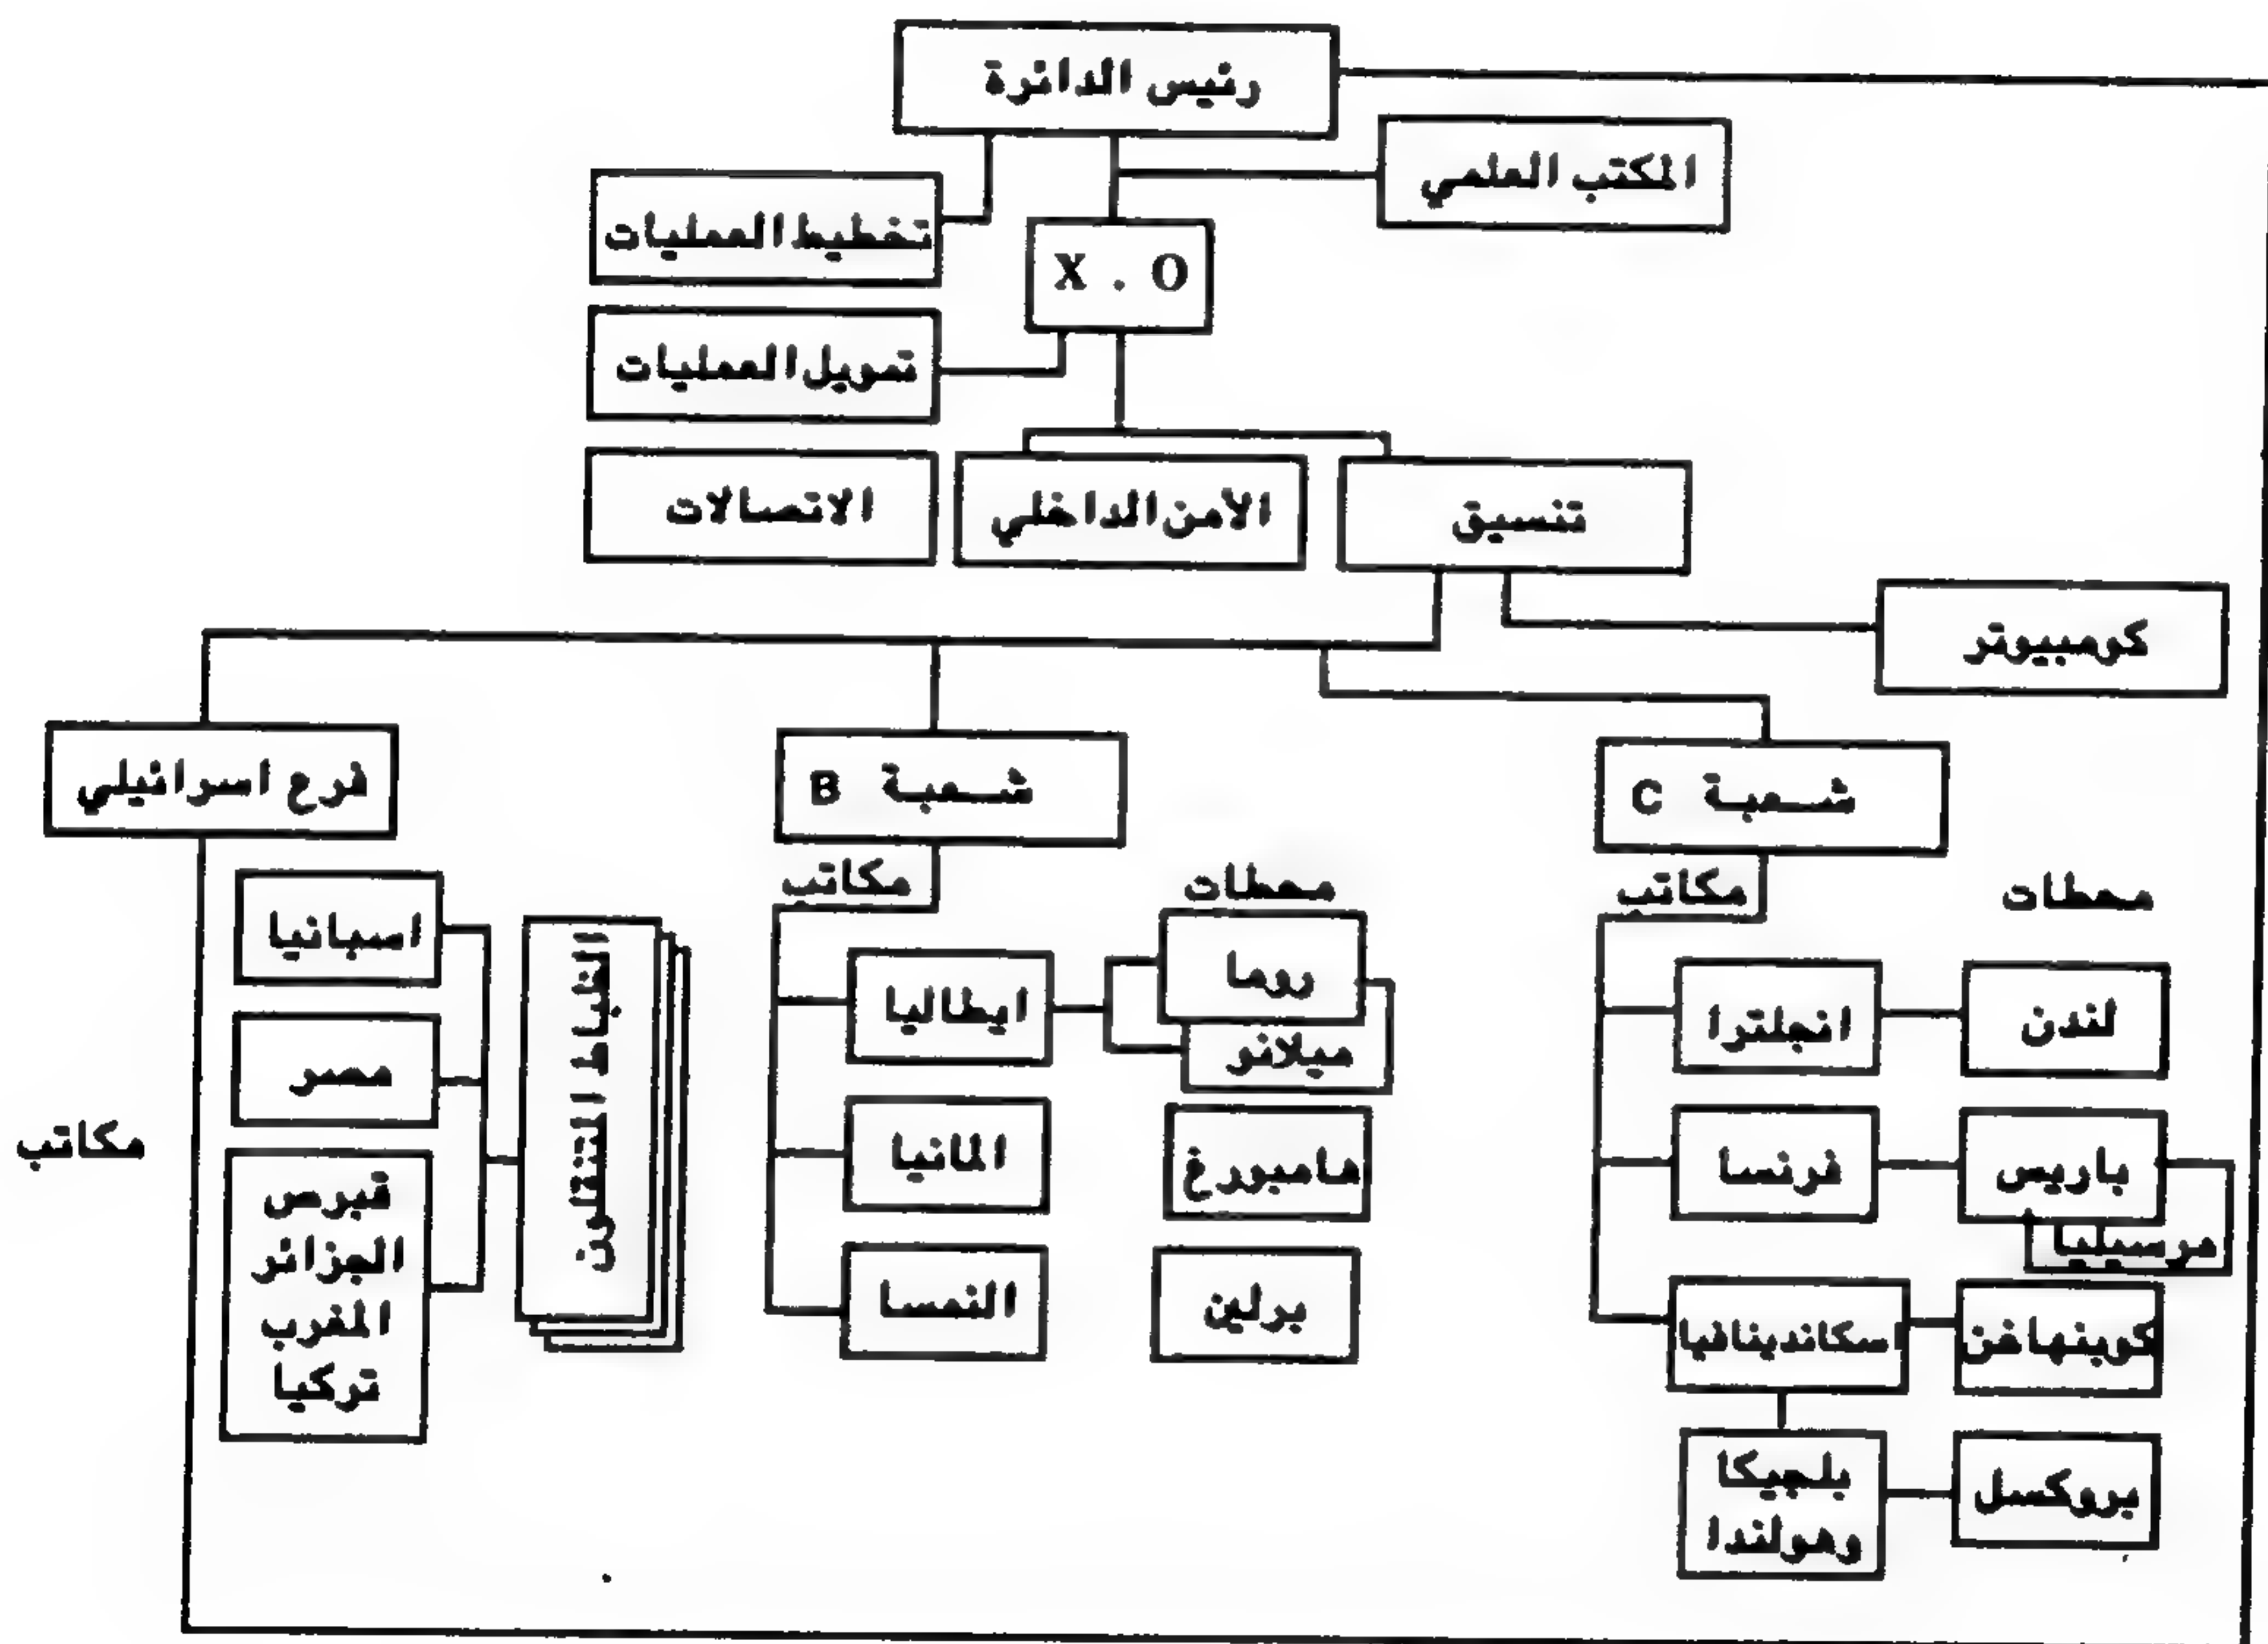 رئيس الدائرة
المكتب العلمي
تخطيط العمليات
X . O
تمويل العمليات
تنسيق
الأمن الداخلي
الاتصالات
كومبيوتر
شعبة C
شعبة B
فرع اسرائيلي
محطات
مكاتب
لندن
انجلترا
باريس
مرسيليا
فرنسا
كوبنهاغن
اسكاندينافيا
بروكسل
بلجيكا
وهولندا
محطات
مكاتب
روما
ميلانو
ايطاليا
هامبورغ
المانيا
برلين
النمسا
الضباط المتنقلون
اسبانيا
مصر
قبرص
الجزائر
المغرب
تركيا
مكاتب